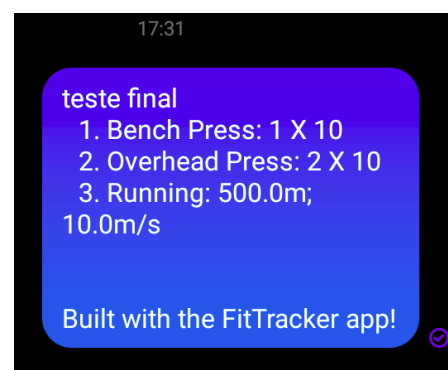 17:31
teste final
1. Bench Press: 1 X 10
2. Overhead Press: 2 X 10
3. Running: 500.0m;
10.0m/s
Built with the FitTracker app!